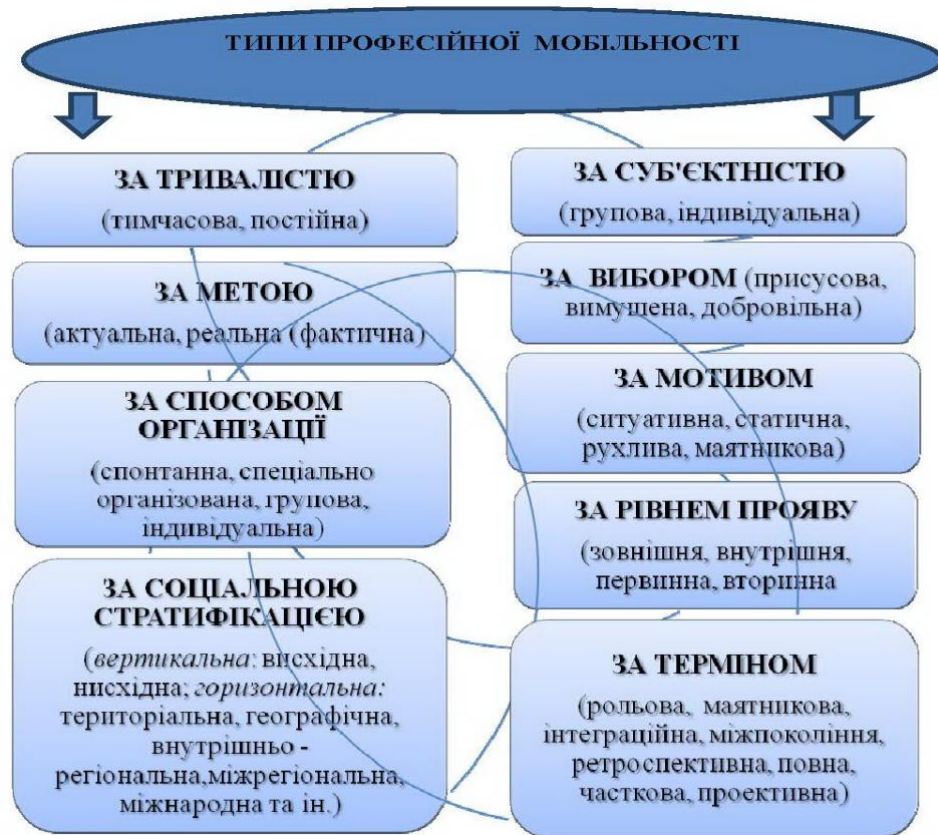 ТИПИ ПРОФЕСІЙНОЇ МОБІЛЬНОСТІ
ЗА ТРИВАЛІСТЮ
(тимчасова, постійна)
ЗА МЕТОЮ
(актуальна, реальна (фактична)
ЗА СПОСОБОМ
ОРГАНІЗАЦІЇ
(спонтанна, спеціально
організована, групова,
індивідуальна)
ЗА СОЦІАЛЬНОЮ
СТРАТИФІКАЦІЄЮ
(вертикальна: висхідна,
нисхідна; горизонтальна:
територіальна, географічна,
внутрішньо -
регіональна,міжрегіональна,
міжнародна та ін.)
ЗА СУБ'ЄКТНІСТЮ
(групова, індивідуальна)
ЗА ВИБОРОМ (присусова,
вимушена, добровільна)
ЗА МОТИВОМ
(ситуативна, статична,
рухлива, маятникова)
ЗА РІВНЕМ ПРОЯВУ
(зовнішня, внутрішня,
первинна, вторинна
ЗА ТЕРМІНОМ
(рольова, маятникова,
інтеграційна, міжпокоління,
ретроспективна, повна,
часткова, проективна)